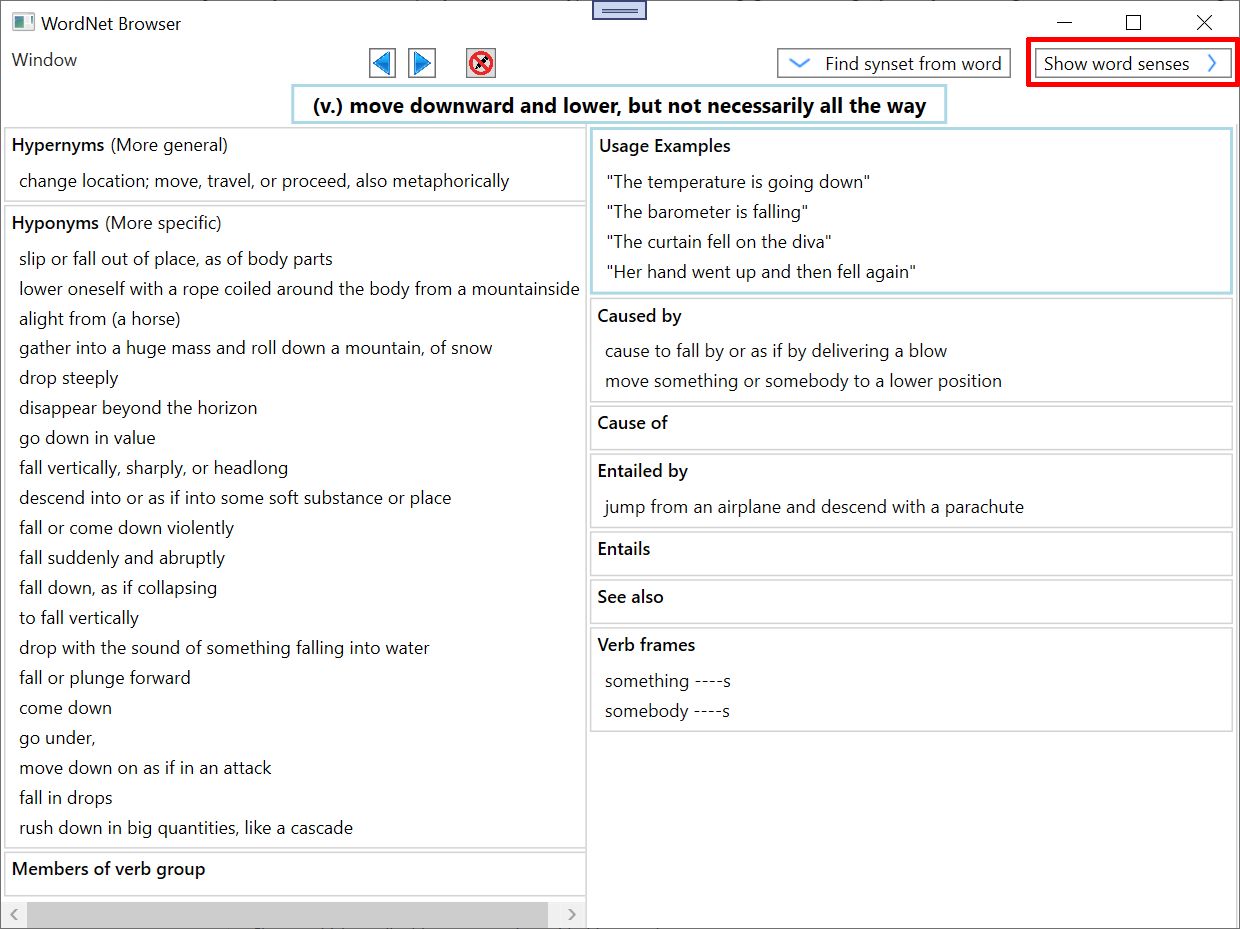 WordNet Browser
Window
Find synset from word
Show word senses
(v.) move downward and lower, but not necessarily all the way
Hypernyms (More general)
change location; move, travel, or proceed, also metaphorically
Hyponyms (More specific)
slip or fall out of place, as of body parts
lower oneself with a rope coiled around the body from a mountainside
alight from (a horse)
gather into a huge mass and roll down a mountain, of snow
drop steeply
disappear beyond the horizon
go down in value
fall vertically, sharply, or headlong
descend into or as if into some soft substance or place
fall or come down violently
fall suddenly and abruptly
fall down, as if collapsing
to fall vertically
drop with the sound of something falling into water
fall or plunge forward
come down
go under,
move down on as if in an attack
fall in drops
rush down in big quantities, like a cascade
Members of verb group
Usage Examples
"The temperature is going down"
"The barometer is falling"
"The curtain fell on the diva"
"Her hand went up and then fell again"
Caused by
cause to fall by or as if by delivering a blow
move something or somebody to a lower position
Cause of
Entailed by
jump from an airplane and descend with a parachute
Entails
See also
Verb frames
something ----s
somebody ----s